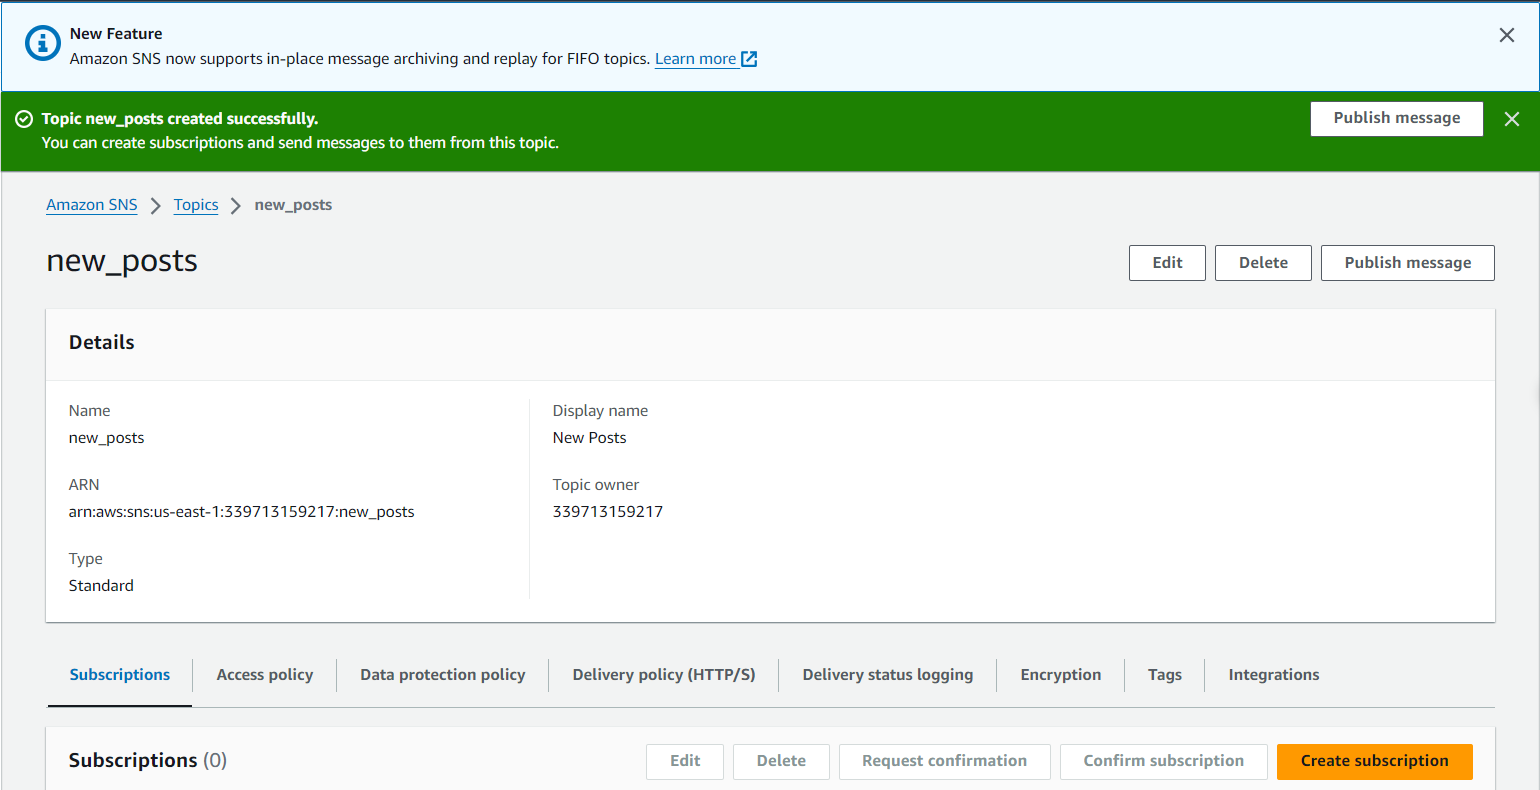 New Feature
Amazon SNS now supports in-place message archiving and replay for FIFO topics. Learn more
Topic new_posts created successfully.
You can create subscriptions and send messages to them from this topic.
Publish message
Amazon SNS > Topics > new_posts
new_posts
Edit Delete Publish message
Details
Name
new_posts
ARN
arn:aws:sns:us-east-1:339713159217:new_posts
Type
Standard
Display name
New Posts
Topic owner
339713159217
Subscriptions Access policy Data protection policy Delivery policy (HTTP/S) Delivery status logging Encryption Tags Integrations
Subscriptions (0) Edit Delete Request confirmation Confirm subscription Create subscription